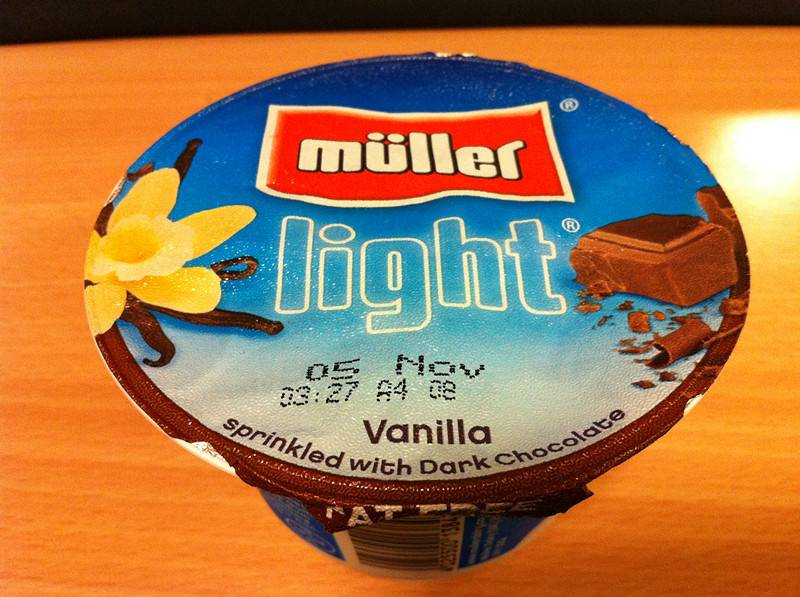 müller®
light®
05 Nov
03:27 A4 08
Vanilla
sprinkled with Dark Chocolate
FAT FREE